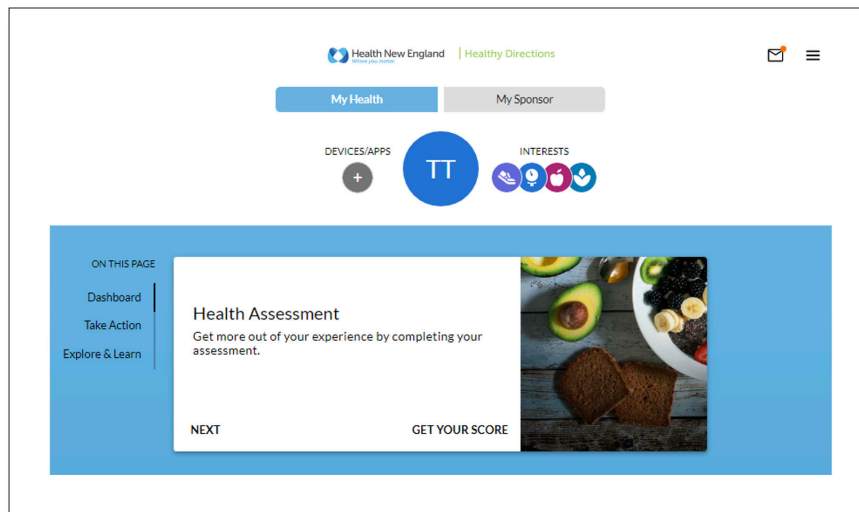 Health New England
Where you matter.
Healthy Directions
My Health
My Sponsor
DEVICES/APPS
TT
INTERESTS
ON THIS PAGE
Dashboard
Take Action
Explore & Learn
Health Assessment
Get more out of your experience by completing your
assessment.
NEXT
GET YOUR SCORE